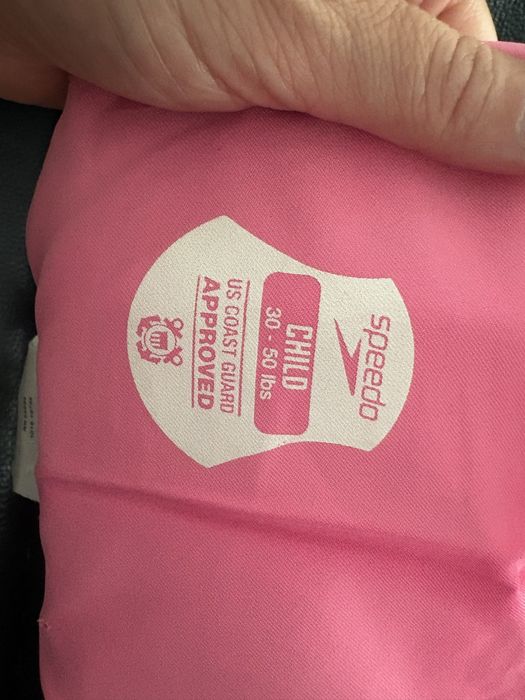 speedo
CHILD
30 - 50 lbs
US COAST GUARD
APPROVED